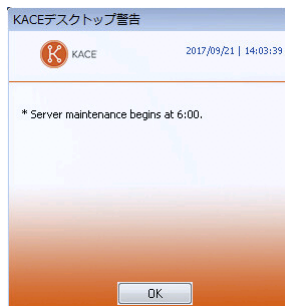 KACEデスクトップ警告
KACE 2017/09/21 | 14:03:39
* Server maintenance begins at 6:00.
OK